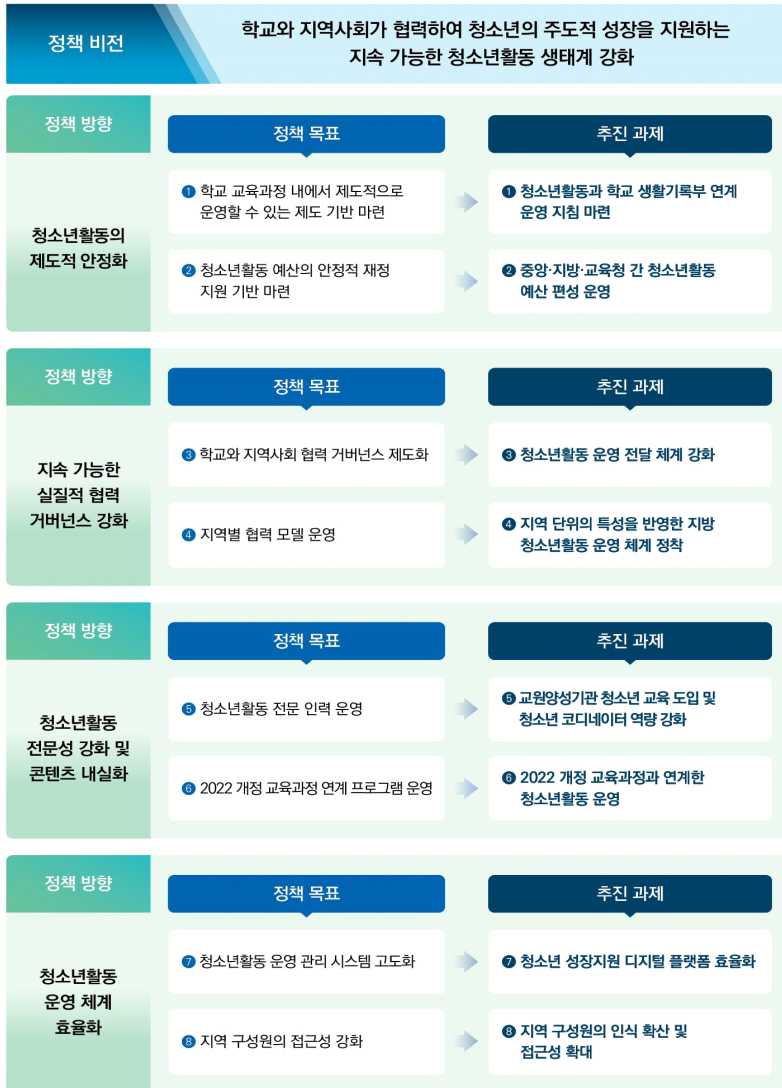 정책 비전
학교와 지역사회가 협력하여 청소년의 주도적 성장을 지원하는
지속 가능한 청소년활동 생태계 강화
정책 방향
정책 목표
추진 과제
청소년활동의
제도적 안정화
❶ 학교 교육과정 내에서 제도적으로
운영할 수 있는 제도 기반 마련
❶ 청소년활동과 학교 생활기록부 연계
운영 지침 마련
❷ 청소년활동 예산의 안정적 재정
지원 기반 마련
❷ 중앙·지방·교육청 간 청소년활동
예산 편성 운영
정책 방향
정책 목표
추진 과제
지속 가능한
실질적 협력
거버넌스 강화
❸ 학교와 지역사회 협력 거버넌스 제도화
❸ 청소년활동 운영 전달 체계 강화
❹ 지역별 협력 모델 운영
❹ 지역 단위의 특성을 반영한 지방
청소년활동 운영 체계 정착
정책 방향
정책 목표
추진 과제
청소년활동
전문성 강화 및
콘텐츠 내실화
❺ 청소년활동 전문 인력 운영
❺ 교원양성기관 청소년 교육 도입 및
청소년 코디네이터 역량 강화
❻ 2022 개정 교육과정 연계 프로그램 운영
❻ 2022 개정 교육과정과 연계한
청소년활동 운영
정책 방향
정책 목표
추진 과제
청소년활동
운영 체계
효율화
❼ 청소년활동 운영 관리 시스템 고도화
❼ 청소년 성장지원 디지털 플랫폼 효율화
❽ 지역 구성원의 접근성 강화
❽ 지역 구성원의 인식 확산 및
접근성 확대